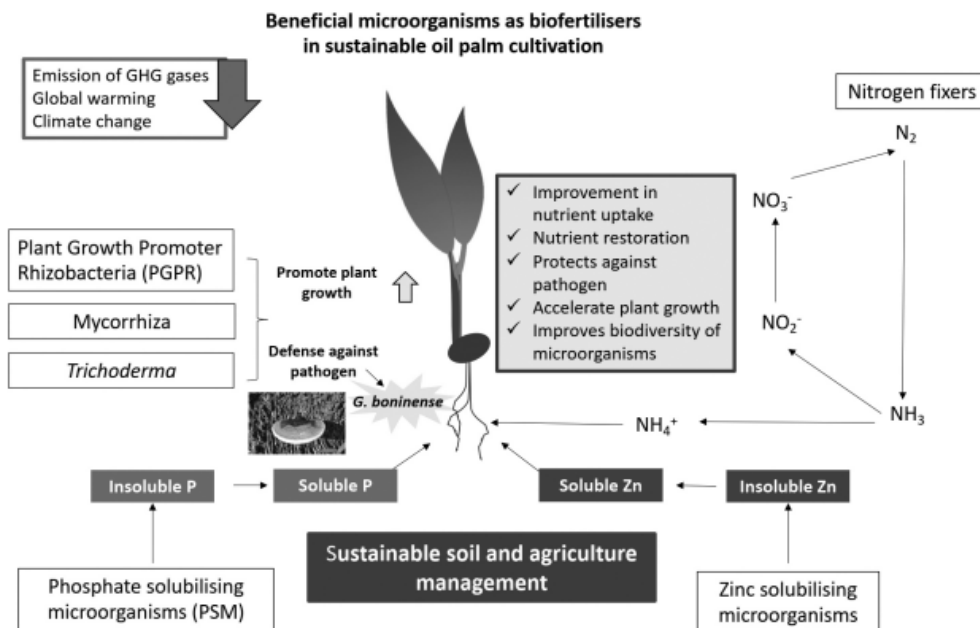 Beneficial microorganisms as biofertilisers
in sustainable oil palm cultivation
Emission of GHG gases
Global warming
Climate change
Nitrogen fixers
N₂
NO₃⁻
NO₂⁻
NH₃
NH₄⁺
✓ Improvement in
nutrient uptake
✓ Nutrient restoration
✓ Protects against
pathogen
✓ Accelerate plant growth
✓ Improves biodiversity of
microorganisms
Plant Growth Promoter
Rhizobacteria (PGPR)
Mycorrhiza
Trichoderma
Promote plant
growth
Defense against
pathogen
G. boninense
Insoluble P
Soluble P
Soluble Zn
Insoluble Zn
Phosphate solubilising
microorganisms (PSM)
Sustainable soil and agriculture
management
Zinc solubilising
microorganisms